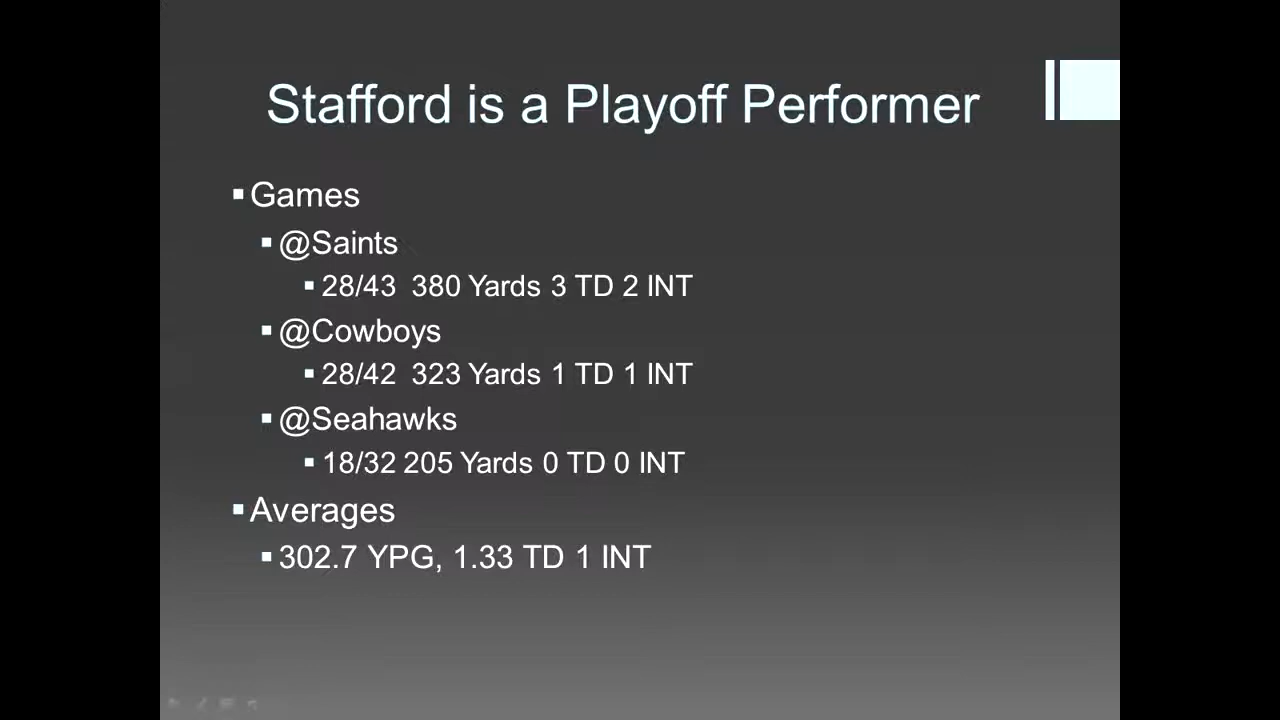 Stafford is a Playoff Performer
Games
@Saints
28/43 380 Yards 3 TD 2 INT
@Cowboys
28/42 323 Yards 1 TD 1 INT
@Seahawks
18/32 205 Yards 0 TD 0 INT
Averages
302.7 YPG, 1.33 TD 1 INT